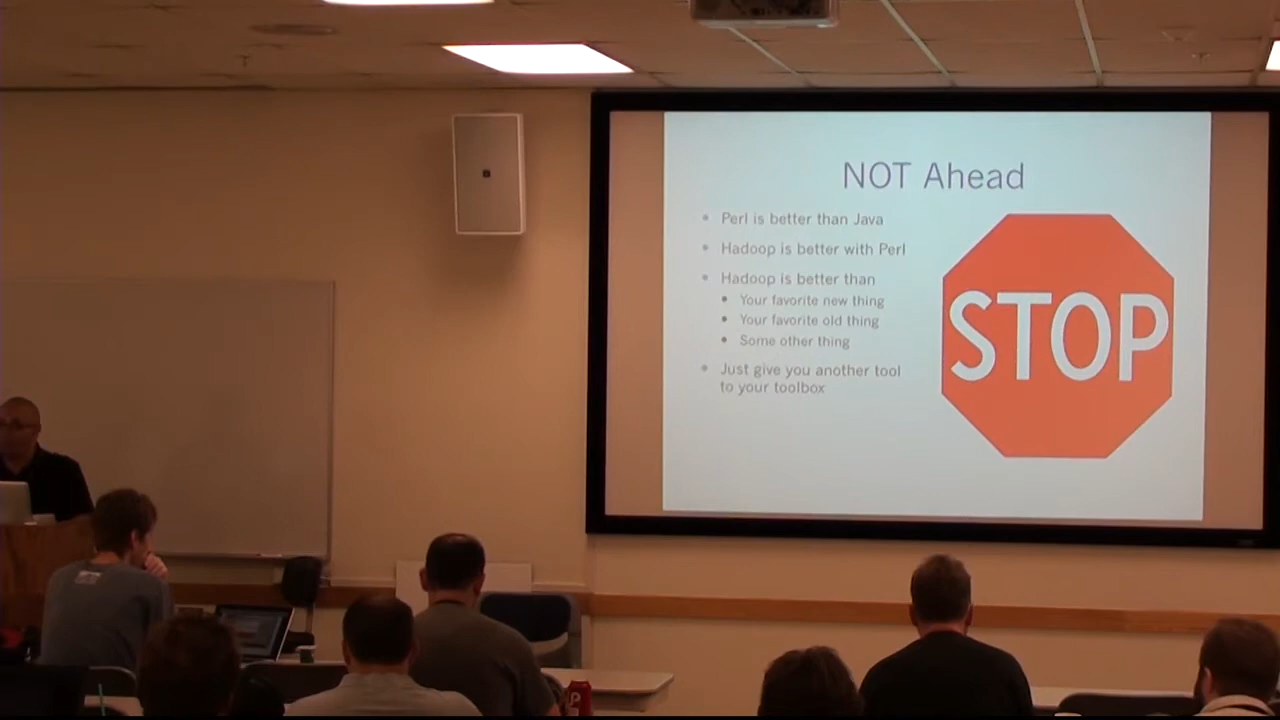 NOT Ahead
Perl is better than Java
Hadoop is better with Perl
Hadoop is better than
Your favorite new thing
Your favorite old thing
Some other thing
Just give you another tool
to your toolbox
STOP